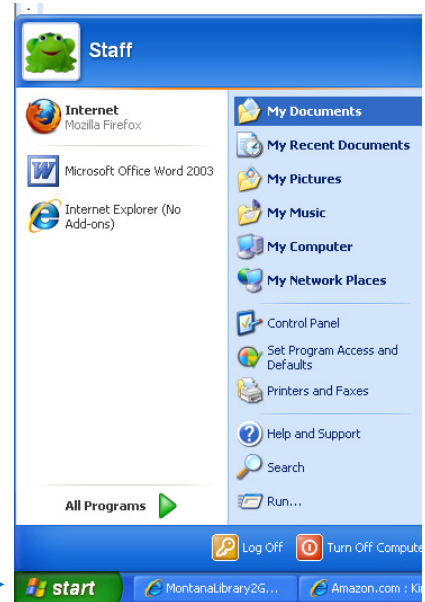 Staff
Internet
Mozilla Firefox
Microsoft Office Word 2003
Internet Explorer (No
Add-ons)
All Programs
My Documents
My Recent Documents
My Pictures
My Music
My Computer
My Network Places
Control Panel
Set Program Access and
Defaults
Printers and Faxes
Help and Support
Search
Run...
Log Off
Turn Off Compute
start
MontanaLibrary2G...
Amazon.com : Ki